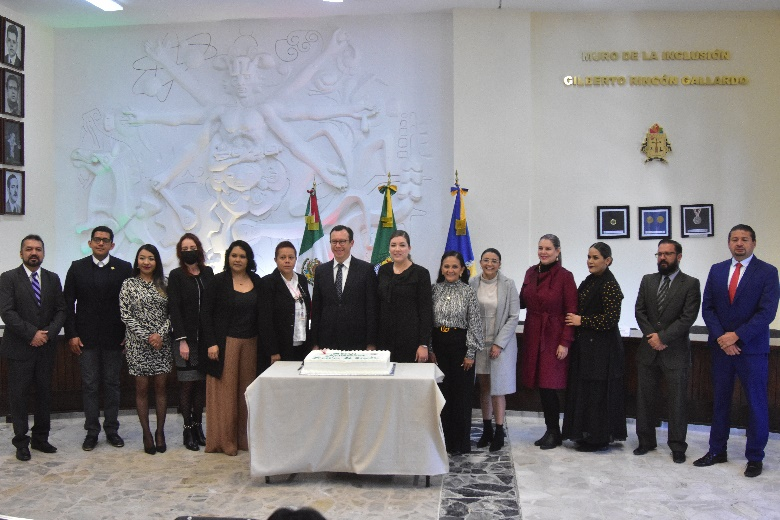 MURO DE LA INCLUSIÓN
GILBERTO RINCÓN GALLARDO